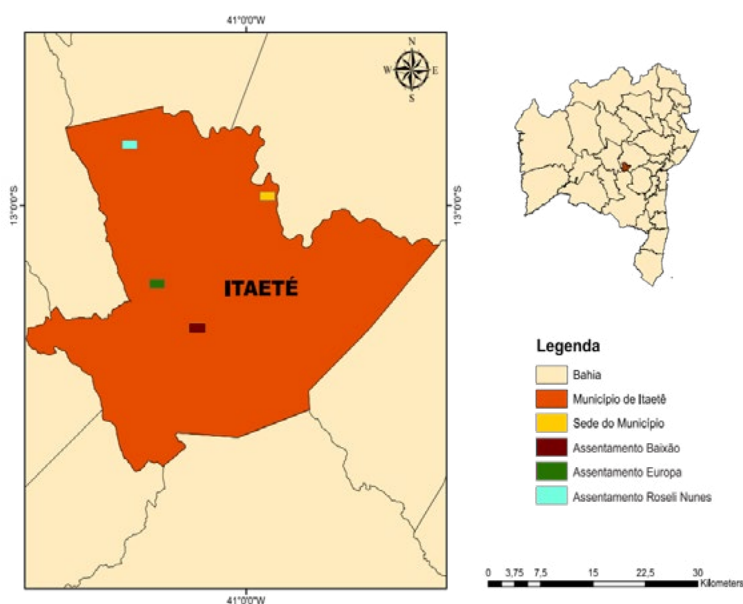 41°0'0"W
N
W E
S
13°0'0"S
13°0'0"S
ITAETÉ
41°0'0"W
Legenda
Bahia
Município de Itaetê
Sede do Município
Assentamento Baixão
Assentamento Europa
Assentamento Roseli Nunes
0 3,75 7,5 15 22,5 30
Kilometers